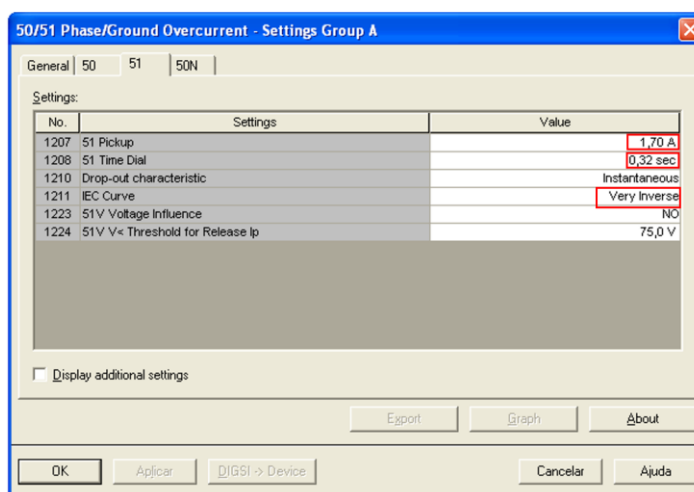 50/51 Phase/Ground Overcurrent - Settings Group A
General 50 51 50N
Settings:
No. Settings Value
1207 51 Pickup 1,70 A
1208 51 Time Dial 0,32 sec
1210 Drop-out characteristic Instantaneous
1211 IEC Curve Very Inverse
1223 51V Voltage Influence NO
1224 51V V< Threshold for Release Ip 75,0 V
Display additional settings
Export Graph About
OK Aplicar DIGSI -> Device Cancelar Ajuda